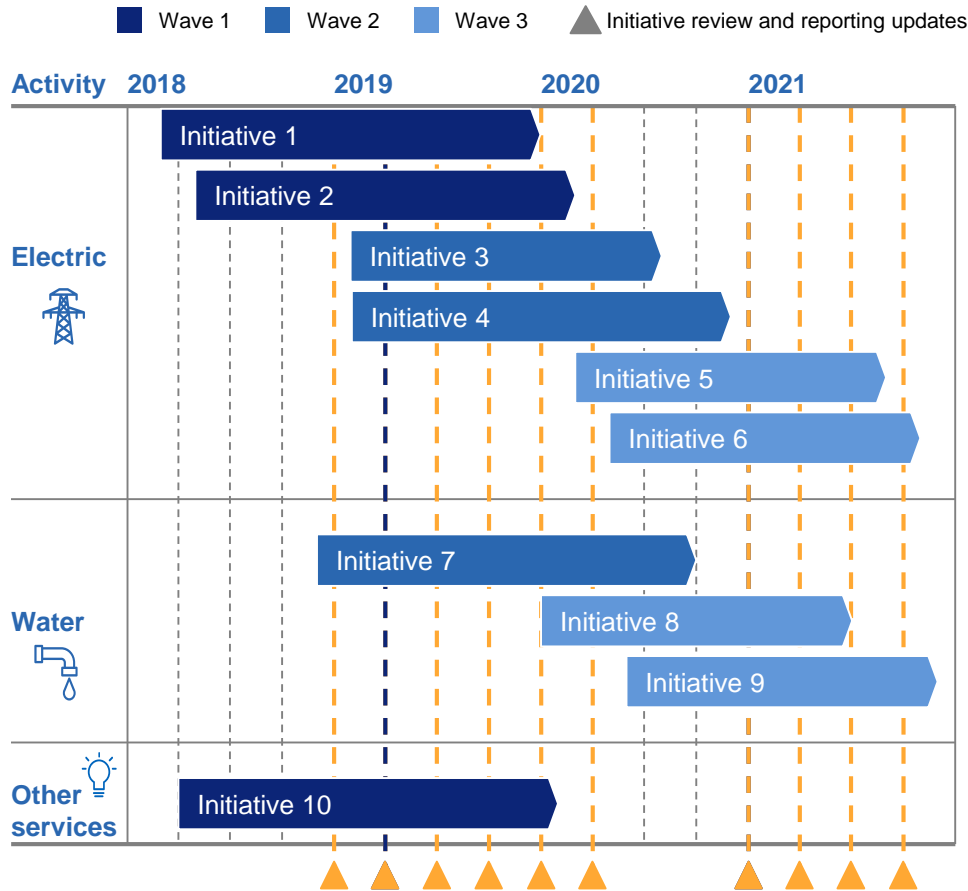 Wave 1 Wave 2 Wave 3 Initiative review and reporting updates
Activity 2018 2019 2020 2021
Initiative 1
Initiative 2
Electric
Initiative 3
Initiative 4
Initiative 5
Initiative 6
Initiative 7
Water
Initiative 8
Initiative 9
Other
services
Initiative 10